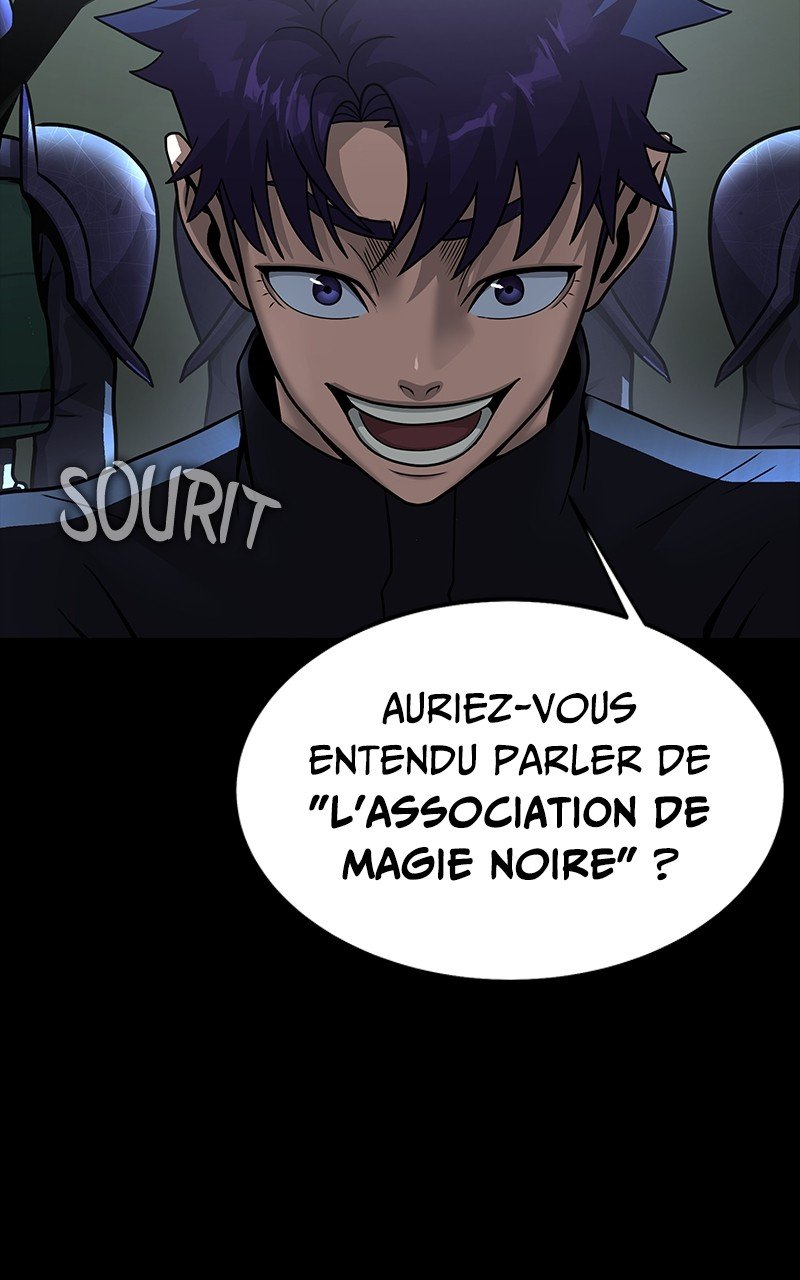 SOURIT
AURIEZ-VOUS
ENTENDU PARLER DE
"L'ASSOCIATION DE
MAGIE NOIRE" ?